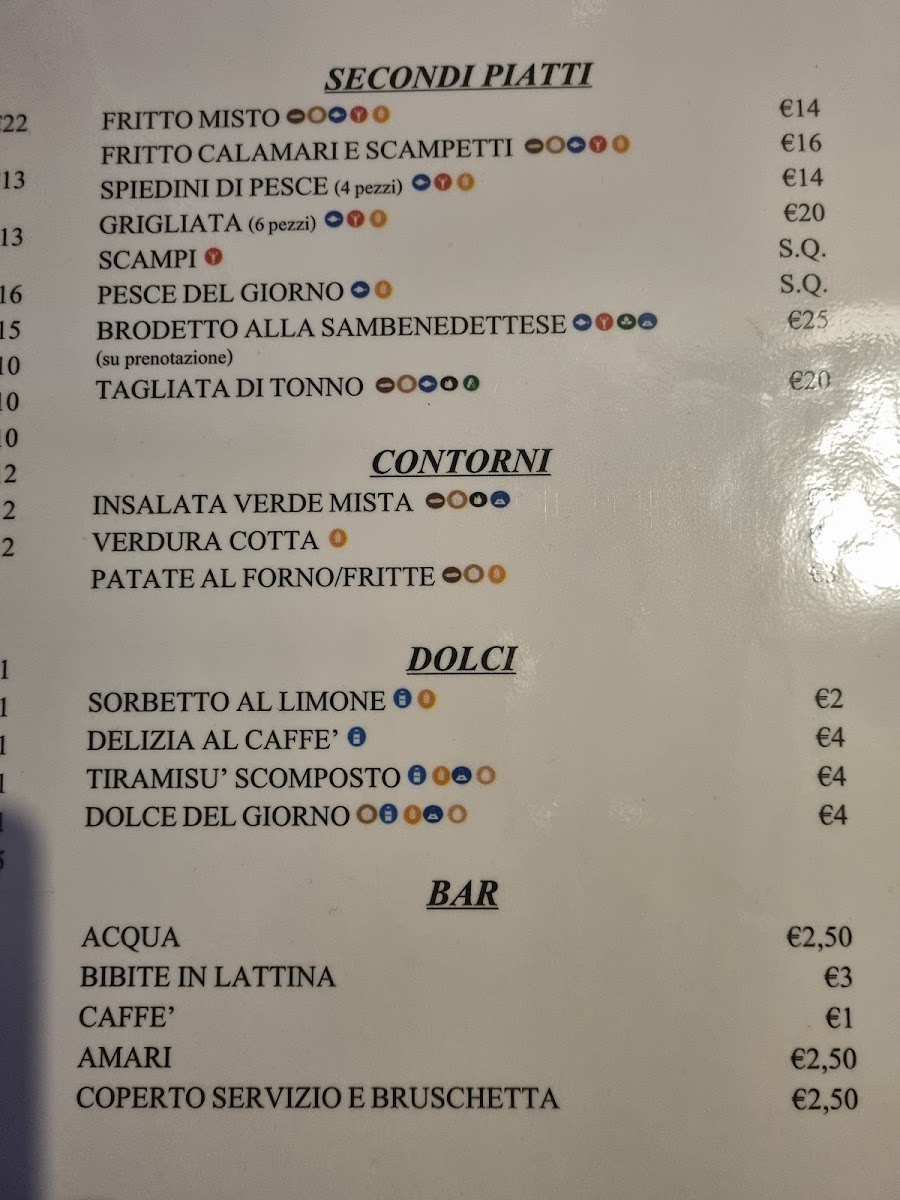 SECONDI PIATTI
FRITTO MISTO €14
FRITTO CALAMARI E SCAMPETTI €16
SPIEDINI DI PESCE (4 pezzi) €14
GRIGLIATA (6 pezzi) €20
SCAMPI S.Q.
PESCE DEL GIORNO S.Q.
BRODETTO ALLA SAMBENEDETTESE €25
(su prenotazione)
TAGLIATA DI TONNO €20
CONTORNI
INSALATA VERDE MISTA
VERDURA COTTA
PATATE AL FORNO/FRITTE
DOLCI
SORBETTO AL LIMONE €2
DELIZIA AL CAFFE' €4
TIRAMISU' SCOMPOSTO €4
DOLCE DEL GIORNO €4
BAR
ACQUA €2,50
BIBITE IN LATTINA €3
CAFFE' €1
AMARI €2,50
COPERTO SERVIZIO E BRUSCHETTA €2,50